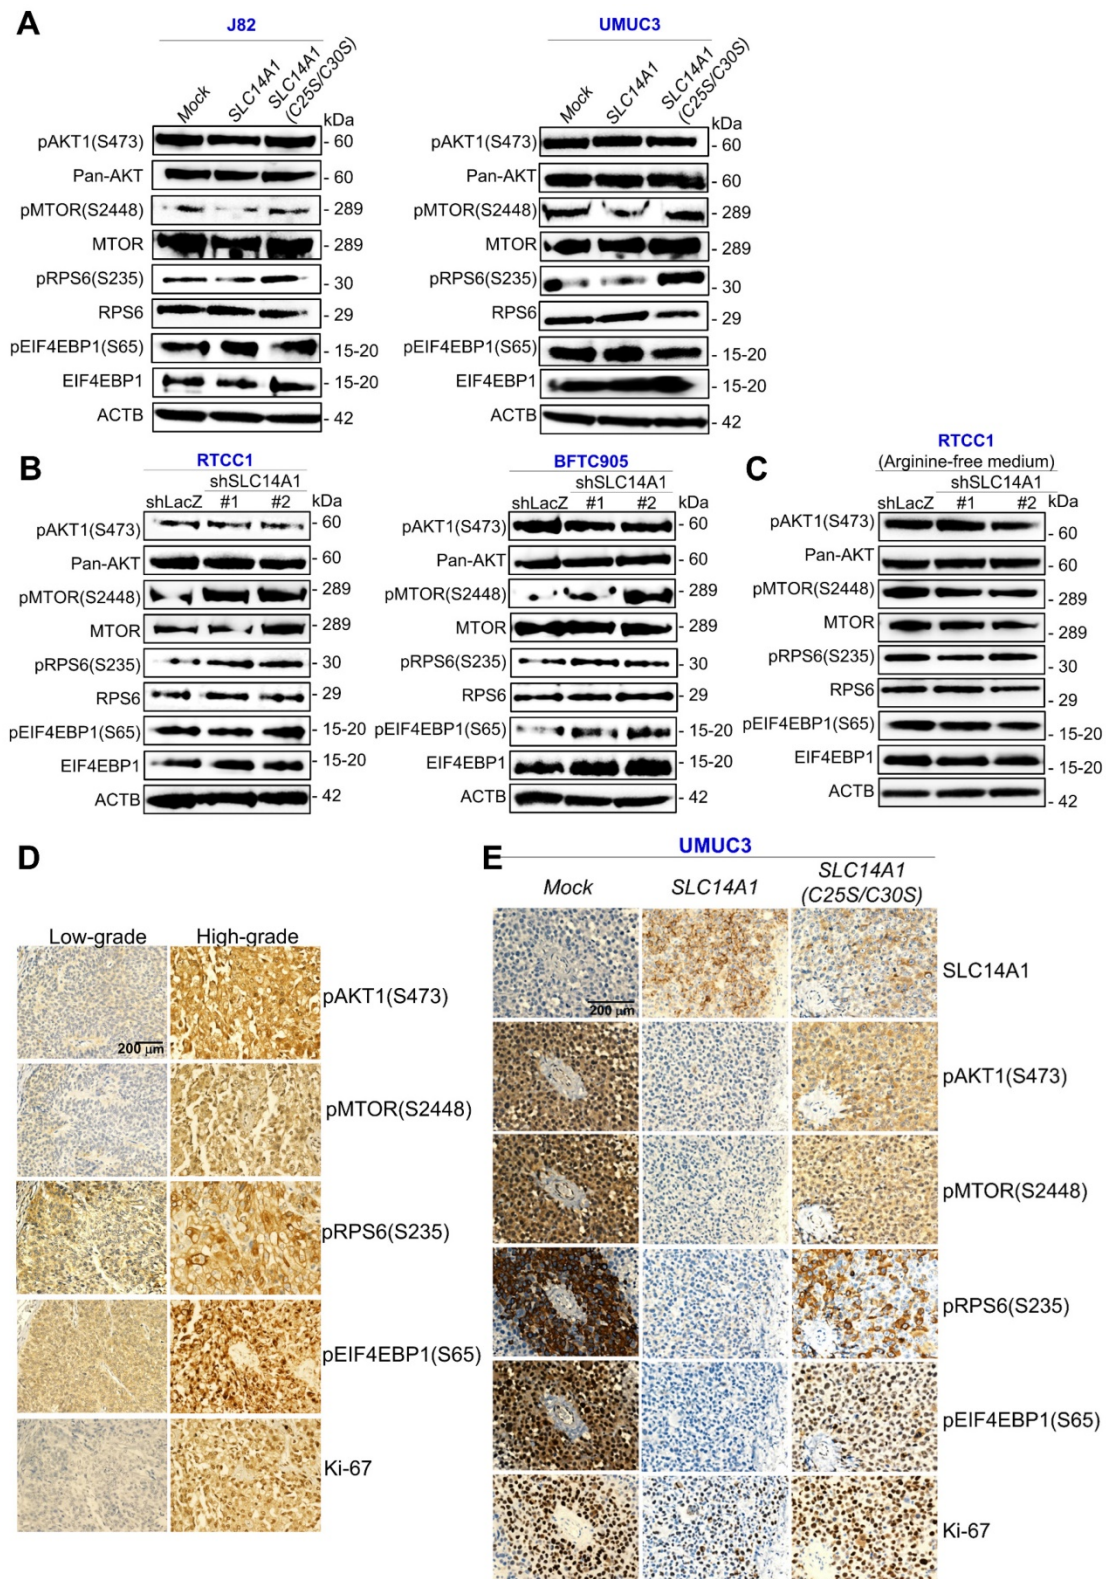 A
J82
Mock
SLC14A1
SLC14A1
(C25S/C30S)
kDa
pAKT1(S473)
- 60
Pan-AKT
- 60
pMTOR(S2448)
- 289
MTOR
- 289
pRPS6(S235)
- 30
RPS6
- 29
pEIF4EBP1(S65)
- 15-20
EIF4EBP1
- 15-20
ACTB
- 42
UMUC3
Mock
SLC14A1
SLC14A1
(C25S/C30S)
kDa
pAKT1(S473)
- 60
Pan-AKT
- 60
pMTOR(S2448)
- 289
MTOR
- 289
pRPS6(S235)
- 30
RPS6
- 29
pEIF4EBP1(S65)
- 15-20
EIF4EBP1
- 15-20
ACTB
- 42
B
RTCC1
shSLC14A1
shLacZ #1 #2 kDa
pAKT1(S473)
- 60
Pan-AKT
- 60
pMTOR(S2448)
- 289
MTOR
- 289
pRPS6(S235)
- 30
RPS6
- 29
pEIF4EBP1(S65)
- 15-20
EIF4EBP1
- 15-20
ACTB
- 42
BFTC905
shSLC14A1
shLacZ #1 #2 kDa
pAKT1(S473)
- 60
Pan-AKT
- 60
pMTOR(S2448)
- 289
MTOR
- 289
pRPS6(S235)
- 30
RPS6
- 29
pEIF4EBP1(S65)
- 15-20
EIF4EBP1
- 15-20
ACTB
- 42
C
RTCC1
(Arginine-free medium)
shSLC14A1
shLacZ #1 #2 kDa
pAKT1(S473)
- 60
Pan-AKT
- 60
pMTOR(S2448)
- 289
MTOR
- 289
pRPS6(S235)
- 30
RPS6
- 29
pEIF4EBP1(S65)
- 15-20
EIF4EBP1
- 15-20
ACTB
- 42
D
Low-grade High-grade
pAKT1(S473)
200 μm
pMTOR(S2448)
pRPS6(S235)
pEIF4EBP1(S65)
Ki-67
E
UMUC3
Mock SLC14A1 SLC14A1
(C25S/C30S)
SLC14A1
200 μm
pAKT1(S473)
pMTOR(S2448)
pRPS6(S235)
pEIF4EBP1(S65)
Ki-67